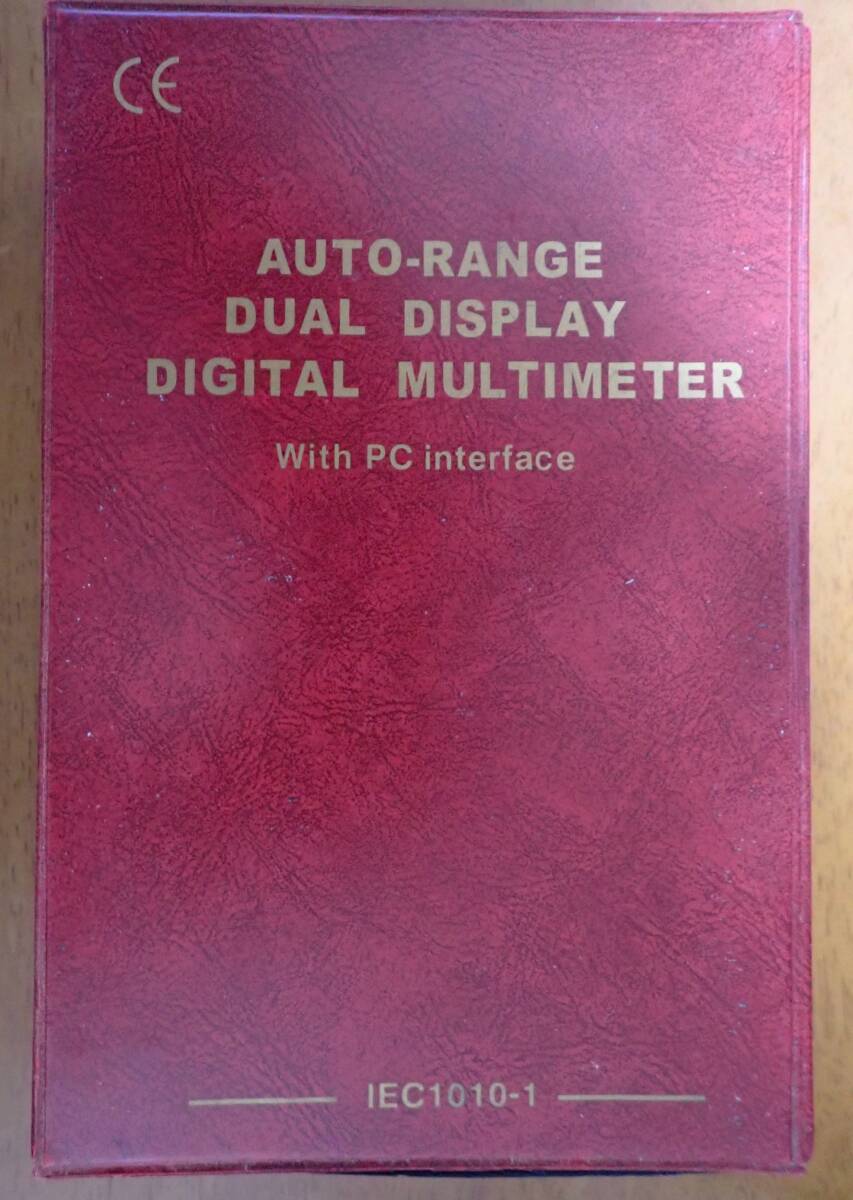 CE
AUTO-RANGE
DUAL DISPLAY
DIGITAL MULTIMETER
With PC interface
IEC1010-1